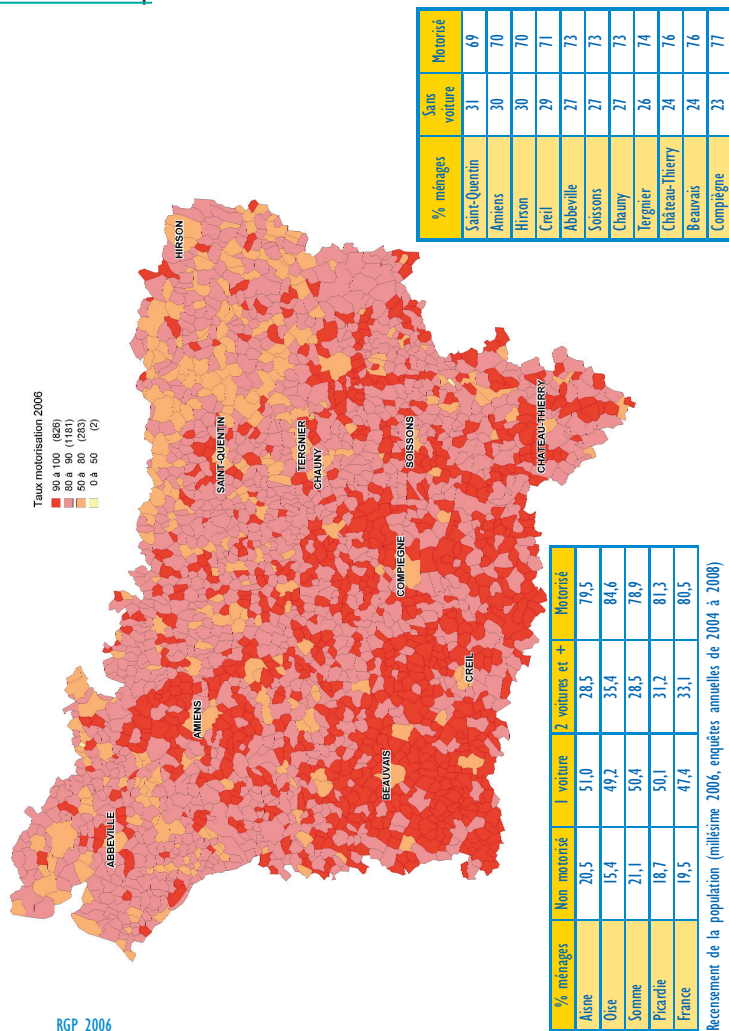 RGP 2006
Taux motorisation 2006
90 à 100 (826)
80 à 90 (1181)
50 à 80 (283)
0 à 50 (2)
ABBEVILLE
AMIENS
SAINT-QUENTIN
HIRSON
TERGNIER
CHAUNY
BEAUVAIS
CREIL
COMPIEGNE
SOISSONS
CHATEAU-THIERRY
% ménages Sans voiture Motorisé
Saint-Quentin 31 69
Amiens 30 70
Hirson 30 70
Creil 29 71
Abbeville 27 73
Soissons 27 73
Chauny 27 73
Tergnier 26 74
Château-Thierry 24 76
Beauvais 24 76
Compiègne 23 77
% ménages Non motorisé 1 voiture 2 voitures et + Motorisé
Aisne 20,5 51,0 28,5 79,5
Oise 15,4 49,2 35,4 84,6
Somme 21,1 50,4 28,5 78,9
Picardie 18,7 50,1 31,2 81,3
France 19,5 47,4 33,1 80,5
Recensement de la population (millésime 2006, enquêtes annuelles de 2004 à 2008)